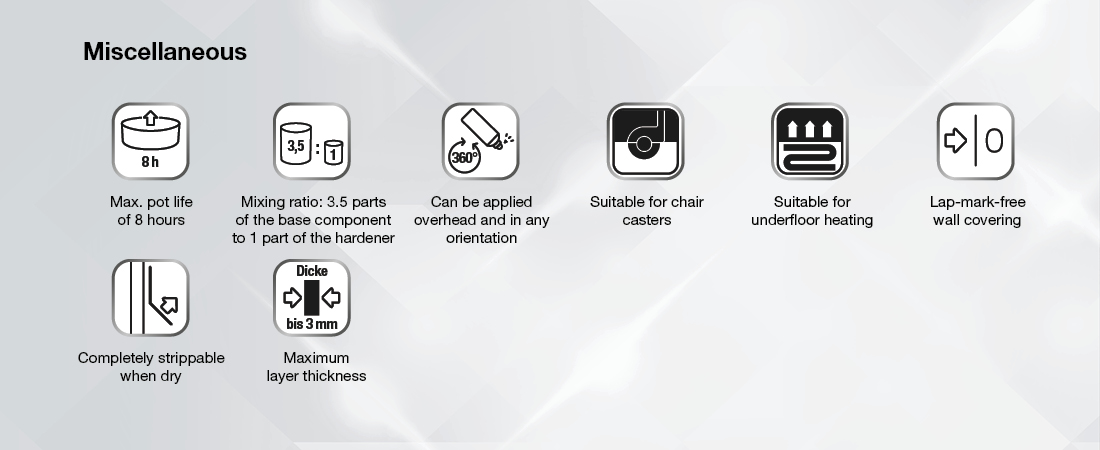 Miscellaneous
8 h
3,5 : 1
360°
Max. pot life
of 8 hours
Mixing ratio: 3.5 parts
of the base component
to 1 part of the hardener
Can be applied
overhead and in any
orientation
Suitable for chair
casters
Suitable for
underfloor heating
Lap-mark-free
wall covering
Dicke
bis 3 mm
Completely strippable
when dry
Maximum
layer thickness